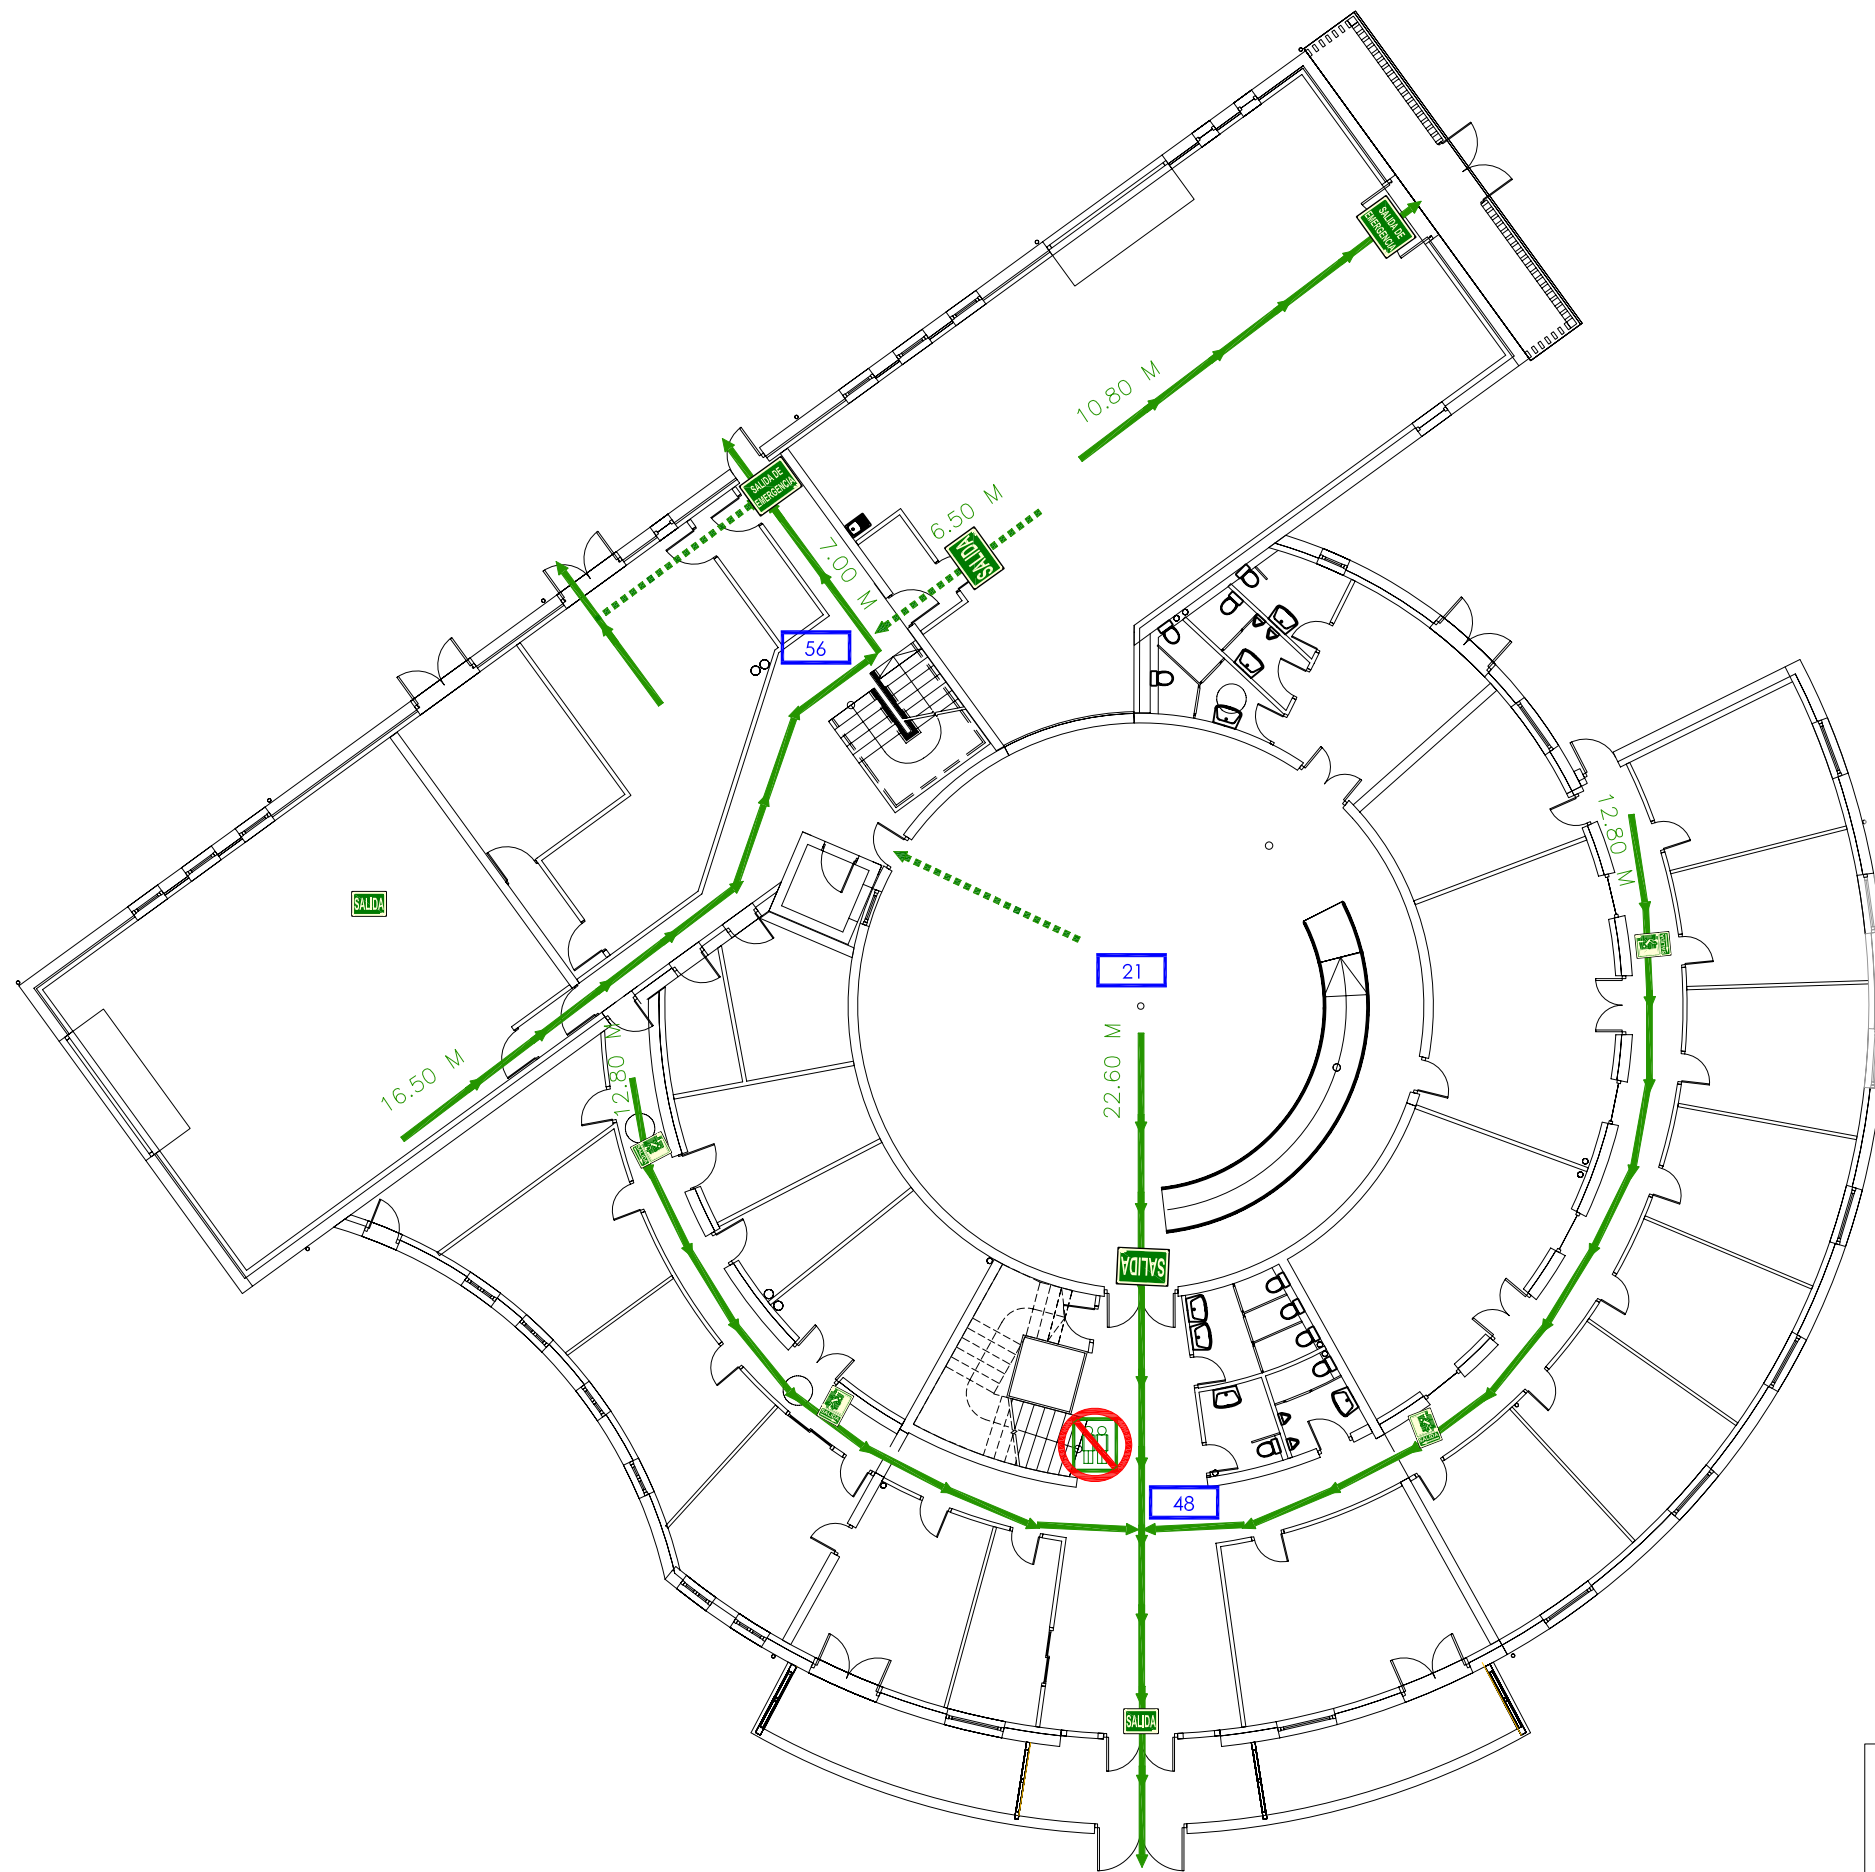 SALIDA DE
EMERGENCIA
10.80 M
SALIDA DE
EMERGENCIA
6.50 M
SALIDA
7.00 M
56
12.80 M
SALIDA
21
16.50 M
12.80 M
22.60 M
SALIDA
48
SALIDA